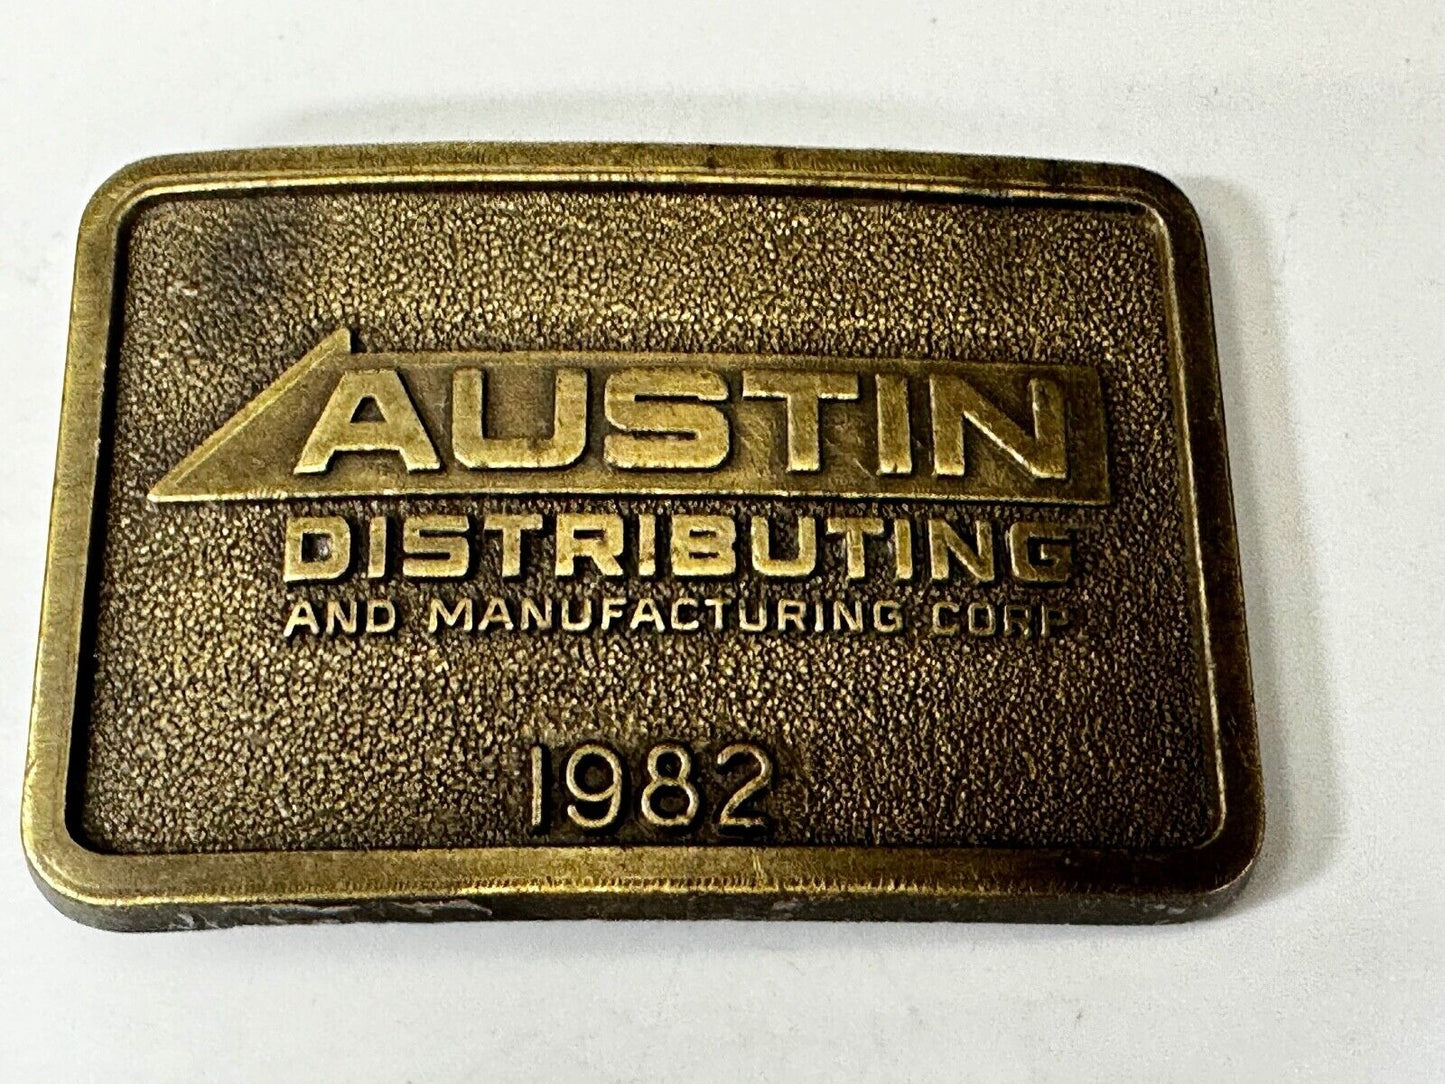 AUSTIN
DISTRIBUTING
AND MANUFACTURING CORP.
1982